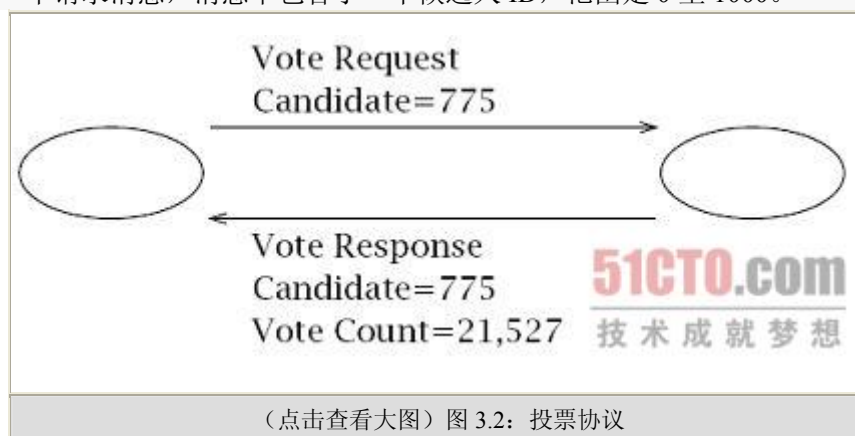 Vote Request
Candidate=775
Vote Response
Candidate=775
Vote Count=21,527
51CTO.com
技术成就梦想
(点击查看大图)图 3.2:投票协议